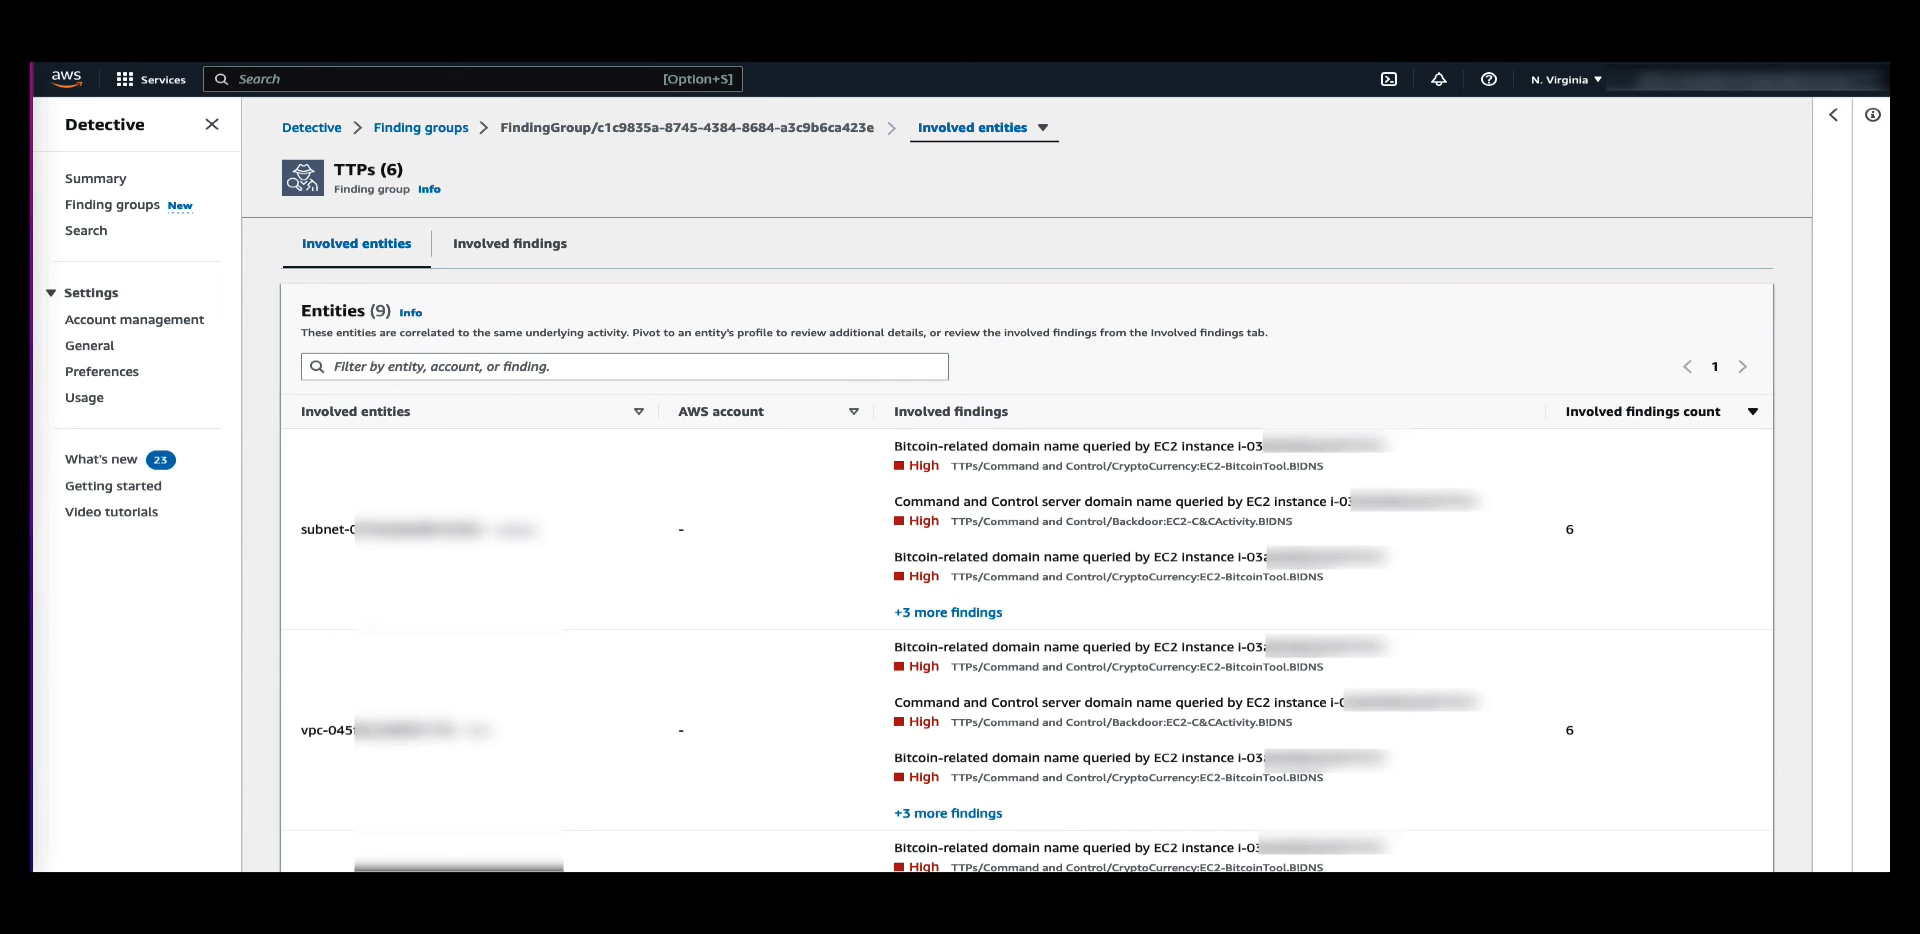 aws
Services
Search [Option+S]
N. Virginia
Detective
Summary
Finding groups New
Search
Settings
Account management
General
Preferences
Usage
What's new 23
Getting started
Video tutorials
Detective Finding groups FindingGroup/c1c9835a-8745-4384-8684-a3c9b6ca423e Involved entities
TTPs (6)
Finding group Info
Involved entities Involved findings
Entities (9) Info
These entities are correlated to the same underlying activity. Pivot to an entity's profile to review additional details, or review the involved findings from the Involved findings tab.
Filter by entity, account, or finding.
1
Involved entities AWS account Involved findings Involved findings count
Bitcoin-related domain name queried by EC2 instance i-03
High TTPs/Command and Control/CryptoCurrency:EC2-BitcoinTool.B!DNS
Command and Control server domain name queried by EC2 instance i-03
High TTPs/Command and Control/Backdoor:EC2-C&CActivity.B!DNS
subnet-0 - 6
Bitcoin-related domain name queried by EC2 instance i-03a
High TTPs/Command and Control/CryptoCurrency:EC2-BitcoinTool.B!DNS
+3 more findings
Bitcoin-related domain name queried by EC2 instance i-03a
High TTPs/Command and Control/CryptoCurrency:EC2-BitcoinTool.B!DNS
Command and Control server domain name queried by EC2 instance i-0
High TTPs/Command and Control/Backdoor:EC2-C&CActivity.B!DNS
vpc-045f - 6
Bitcoin-related domain name queried by EC2 instance i-03a
High TTPs/Command and Control/CryptoCurrency:EC2-BitcoinTool.B!DNS
+3 more findings
Bitcoin-related domain name queried by EC2 instance i-03
High TTPs/Command and Control/CryptoCurrency:EC2-BitcoinTool.B!DNS